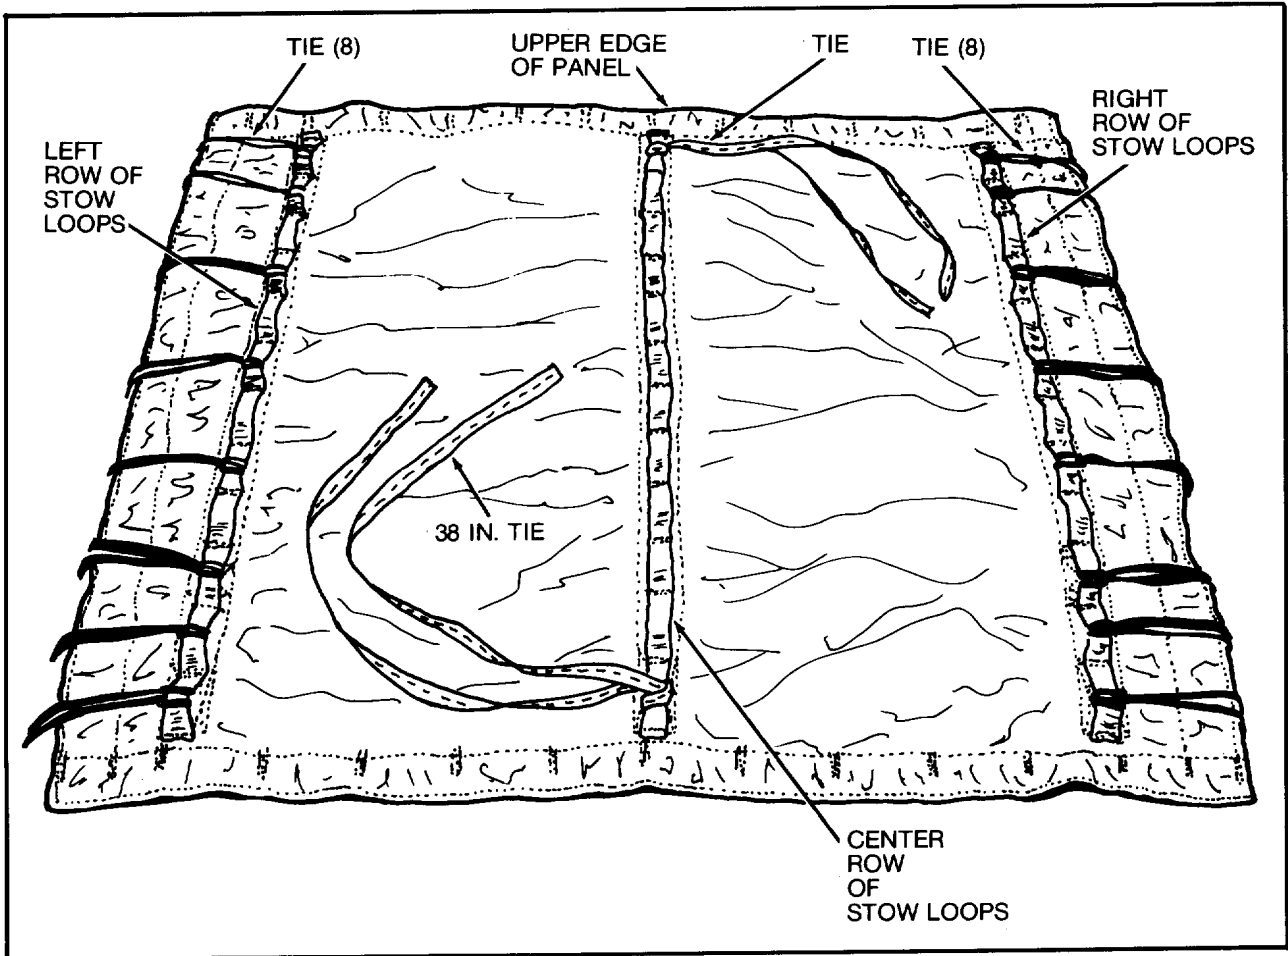 TIE (8)
UPPER EDGE
OF PANEL
TIE
TIE (8)
RIGHT
ROW OF
STOW LOOPS
LEFT
ROW OF
STOW
LOOPS
38 IN. TIE
CENTER
ROW
OF
STOW LOOPS